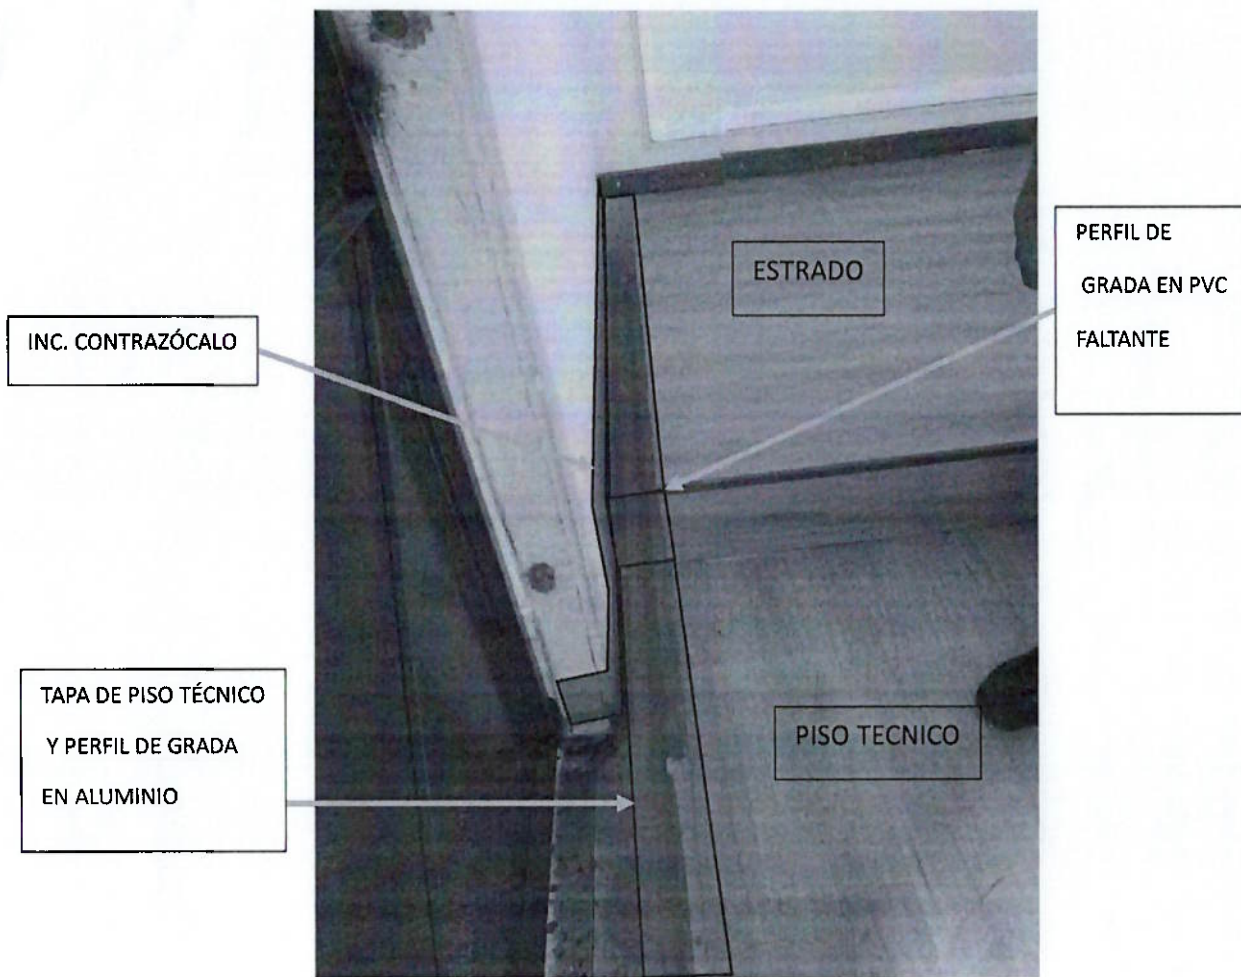 ESTRADO
PERFIL DE
GRADA EN PVC
FALTANTE
INC. CONTRAZÓCALO
TAPA DE PISO TÉCNICO
Y PERFIL DE GRADA
EN ALUMINIO
PISO TECNICO